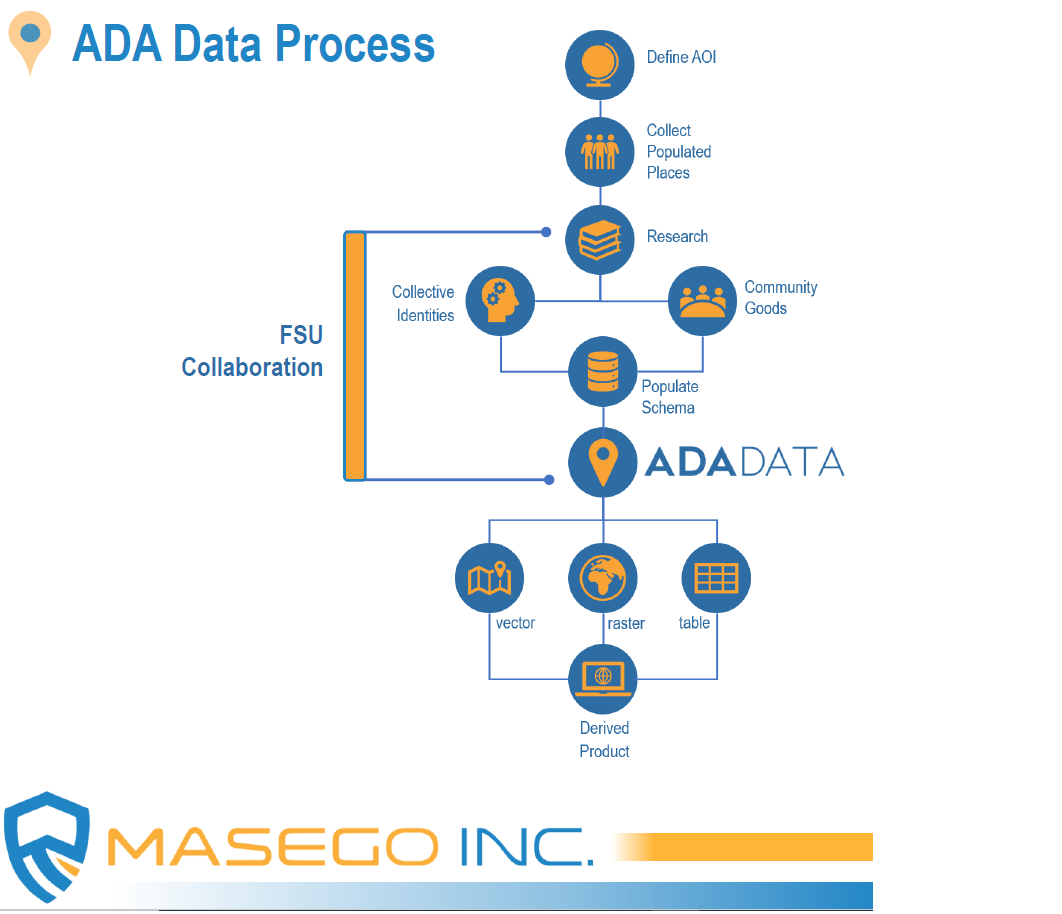 ADA Data Process
Define AOI
Collect
Populated
Places
Research
Collective
Identities
Community
Goods
FSU
Collaboration
Populate
Schema
ADADATA
vector
raster
table
Derived
Product
MASEGO INC.